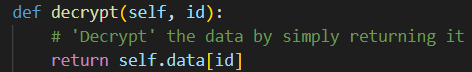 def decrypt(self, id):
    # 'Decrypt' the data by simply returning it
    return self.data[id]